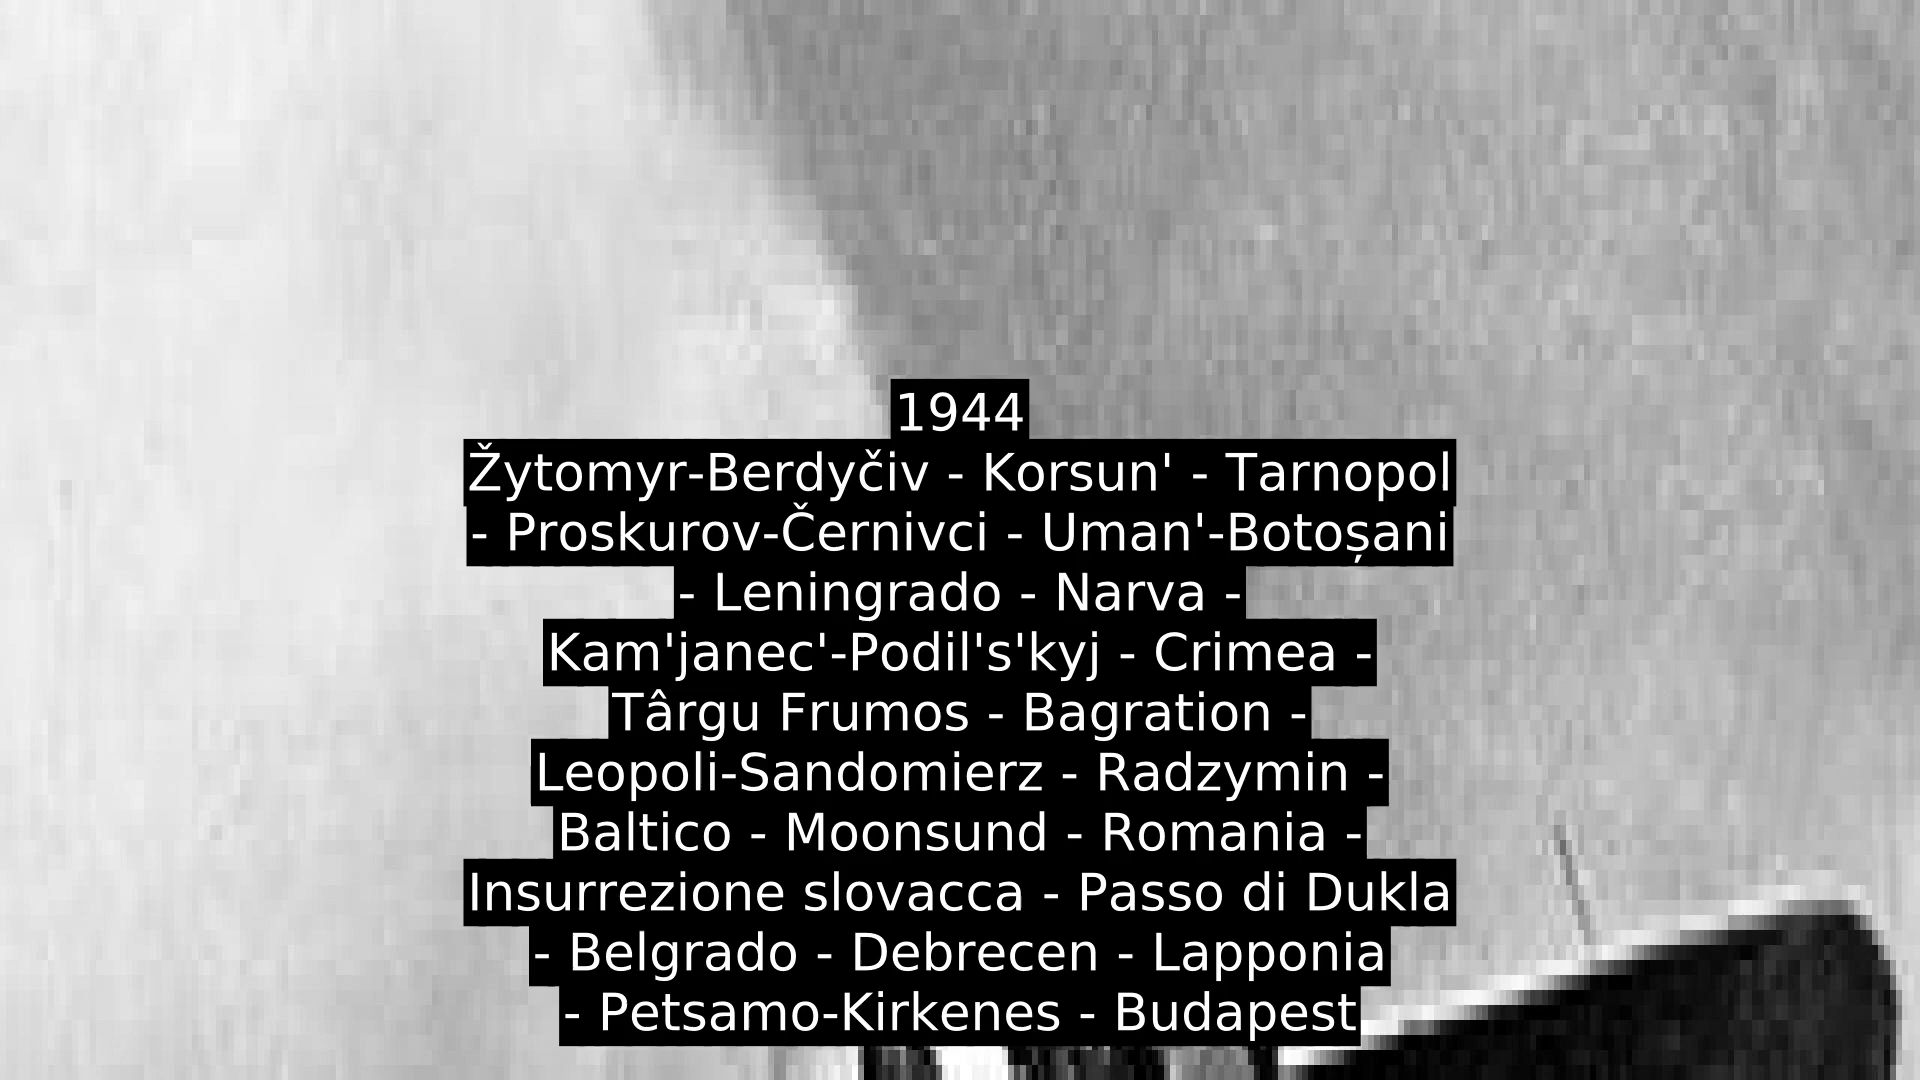 1944
Žytomyr-Berdyčiv - Korsun' - Tarnopol
- Proskurov-Černivci - Uman'-Botoșani
- Leningrado - Narva -
Kam'janec'-Podil's'kyj - Crimea -
Târgu Frumos - Bagration -
Leopoli-Sandomierz - Radzymin -
Baltico - Moonsund - Romania -
Insurrezione slovacca - Passo di Dukla
- Belgrado - Debrecen - Lapponia
- Petsamo-Kirkenes - Budapest